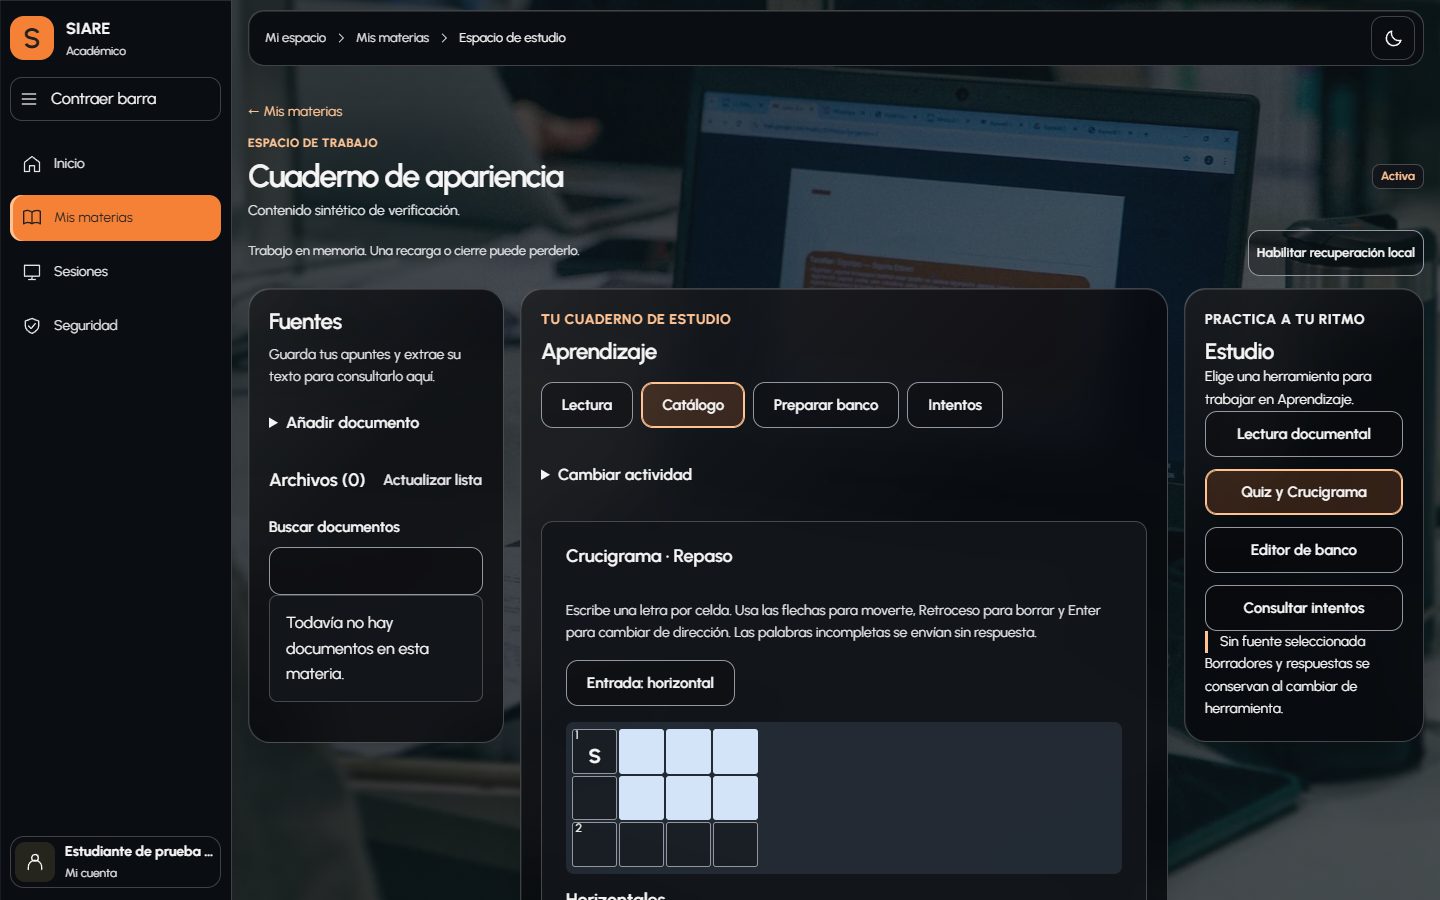 S
SIARE
Académico
Contraer barra
Inicio
Mis materias
Sesiones
Seguridad
Estudiante de prueba ...
Mi cuenta
Mi espacio > Mis materias > Espacio de estudio
← Mis materias
ESPACIO DE TRABAJO
Cuaderno de apariencia
Contenido sintético de verificación.
Activa
Trabajo en memoria. Una recarga o cierre puede perderlo.
Habilitar recuperación local
Fuentes
Guarda tus apuntes y extrae su
texto para consultarlo aquí.
Añadir documento
Archivos (0) Actualizar lista
Buscar documentos
Todavía no hay
documentos en esta
materia.
TU CUADERNO DE ESTUDIO
Aprendizaje
Lectura Catálogo Preparar banco Intentos
Cambiar actividad
Crucigrama · Repaso
Escribe una letra por celda. Usa las flechas para moverte, Retroceso para borrar y Enter
para cambiar de dirección. Las palabras incompletas se envían sin respuesta.
Entrada: horizontal
1
S
2
Horizontales
PRACTICA A TU RITMO
Estudio
Elige una herramienta para
trabajar en Aprendizaje.
Lectura documental
Quiz y Crucigrama
Editor de banco
Consultar intentos
Sin fuente seleccionada
Borradores y respuestas se
conservan al cambiar de
herramienta.